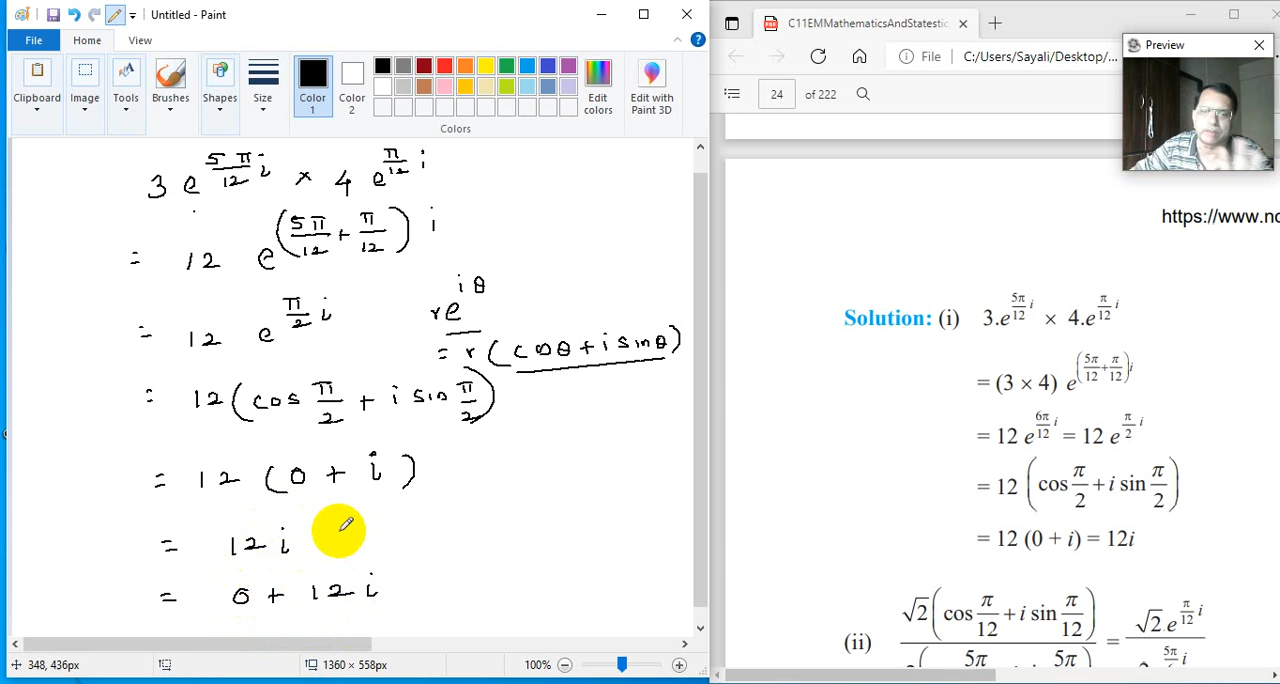 Untitled - Paint
File Home View
Clipboard Image Tools Brushes Shapes Size Color 1 Color 2 Edit colors Edit with Paint 3D
Colors
3 e^{5π/12 i} × 4 e^{π/12 i}
= 12 e^{(5π/12 + π/12) i}
= 12 e^{π/2 i}
re^{iθ}
= r (cosθ + i sinθ)
= 12 (cos π/2 + i sin π/2)
= 12 (0 + i)
= 12 i
= 0 + 12 i
348, 436px 1360 × 558px 100%
C11EMMathematicsAndStatestic
File C:/Users/Sayali/Desktop/...
24 of 222
Preview
https://www.nc
Solution: (i) 3.e^{5π/12 i} × 4.e^{π/12 i}
= (3 × 4) e^{(5π/12 + π/12)i}
= 12 e^{6π/12 i} = 12 e^{π/2 i}
= 12 (cos π/2 + i sin π/2)
= 12 (0 + i) = 12i
(ii) √2 (cos π/12 + i sin π/12) = √2.e^{π/12 i}
5π 5π 5π i